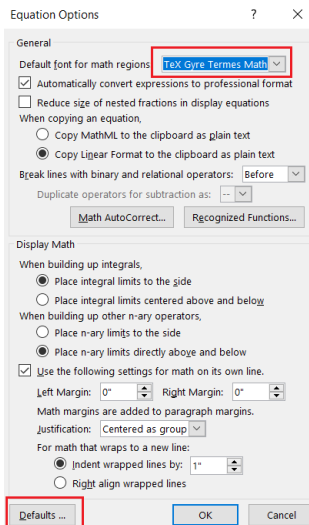 Equation Options ? ×
General
Default font for math regions: TeX Gyre Termes Math
Automatically convert expressions to professional format
Reduce size of nested fractions in display equations
When copying an equation,
Copy MathML to the clipboard as plain text
Copy Linear Format to the clipboard as plain text
Break lines with binary and relational operators: Before
Duplicate operators for subtraction as: --
Math AutoCorrect... Recognized Functions...
Display Math
When building up integrals,
Place integral limits to the side
Place integral limits centered above and below
When building up other n-ary operators,
Place n-ary limits to the side
Place n-ary limits directly above and below
Use the following settings for math on its own line.
Left Margin: 0" Right Margin: 0"
Math margins are added to paragraph margins.
Justification: Centered as group
For math that wraps to a new line:
Indent wrapped lines by: 1"
Right align wrapped lines
Defaults ... OK Cancel